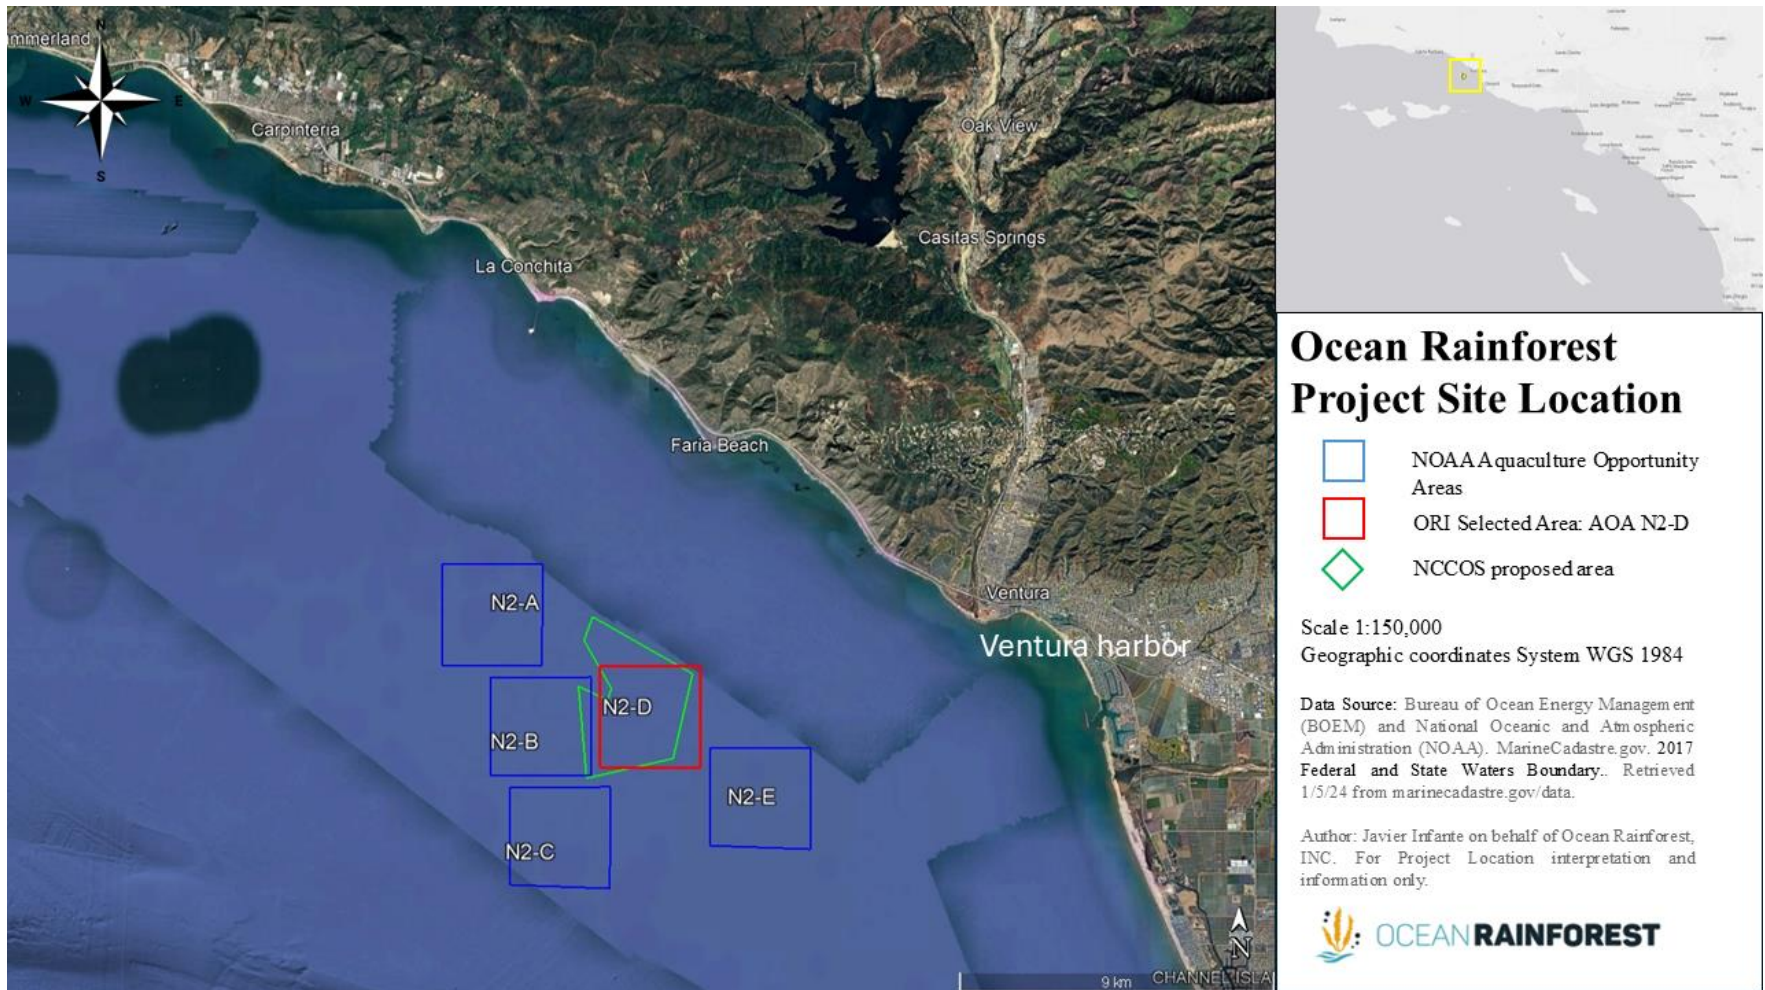 N
W
E
S
mmerland
Carpinteria
Oak View
Casitas Springs
La Conchita
Faria Beach
Ventura
Ventura harbor
N2-A
N2-D
N2-B
N2-E
N2-C
N
9 km
CHANNEL ISLA
Ocean Rainforest
Project Site Location
NOAA Aquaculture Opportunity
Areas
ORI Selected Area: AOA N2-D
NCCOS proposed area
Scale 1:150,000
Geographic coordinates System WGS 1984
Data Source: Bureau of Ocean Energy Management
(BOEM) and National Oceanic and Atmospheric
Administration (NOAA). MarineCadastre.gov. 2017
Federal and State Waters Boundary.. Retrieved
1/5/24 from marinecadastre.gov/data.
Author: Javier Infante on behalf of Ocean Rainforest,
INC. For Project Location interpretation and
information only.
OCEAN RAINFOREST